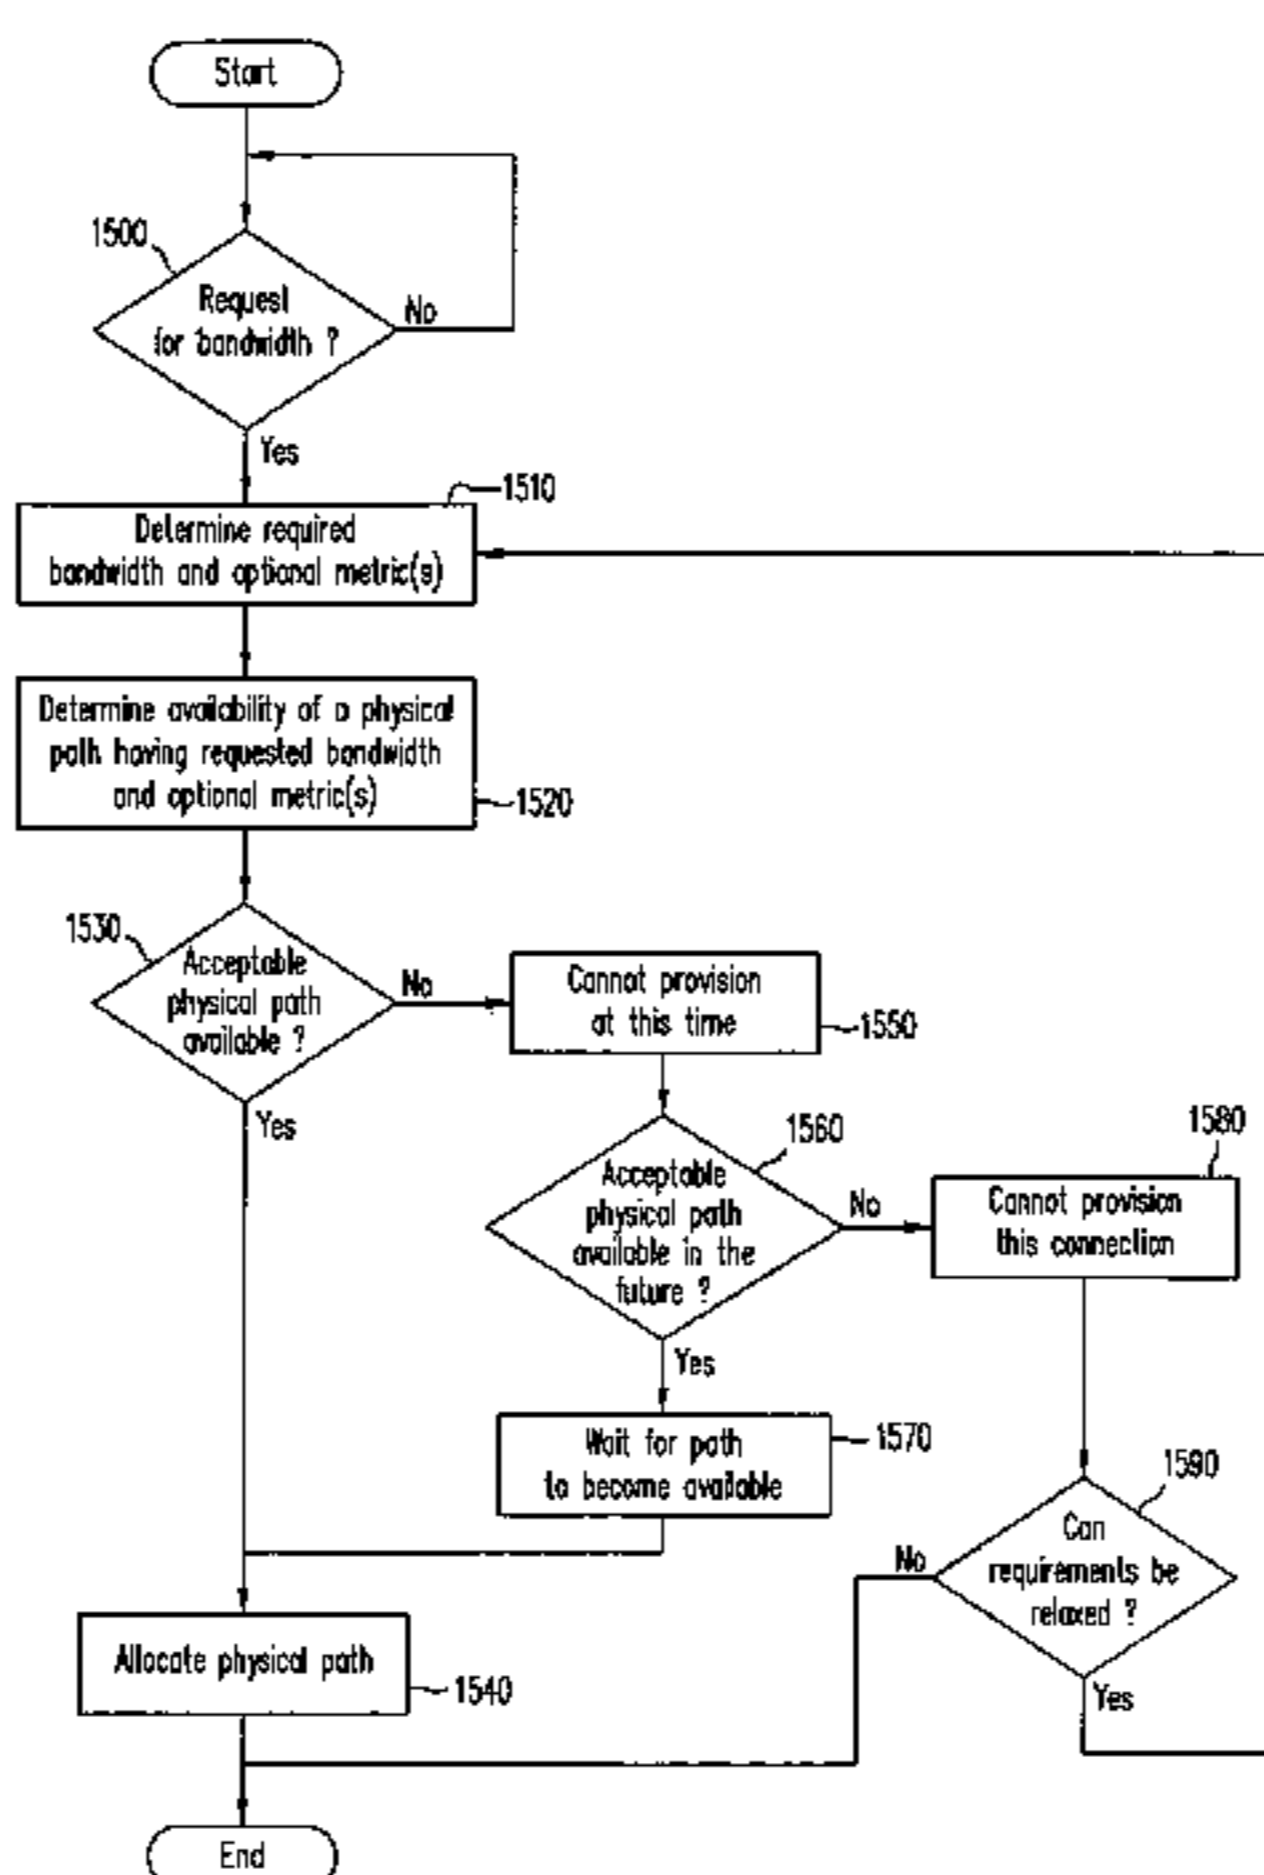 Start
1500
Request
for bandwidth ?
No
Yes
1510
Determine required
bandwidth and optional metric(s)
Determine availability of a physical
path having requested bandwidth
and optional metric(s)
1520
1530
Acceptable
physical path
available ?
No
Yes
Cannot provision
at this time
1550
1560
Acceptable
physical path
available in the
future ?
No
Yes
1580
Cannot provision
this connection
Wait for path
to become available
1570
1590
Can
requirements be
relaxed ?
No
Yes
Allocate physical path
1540
End